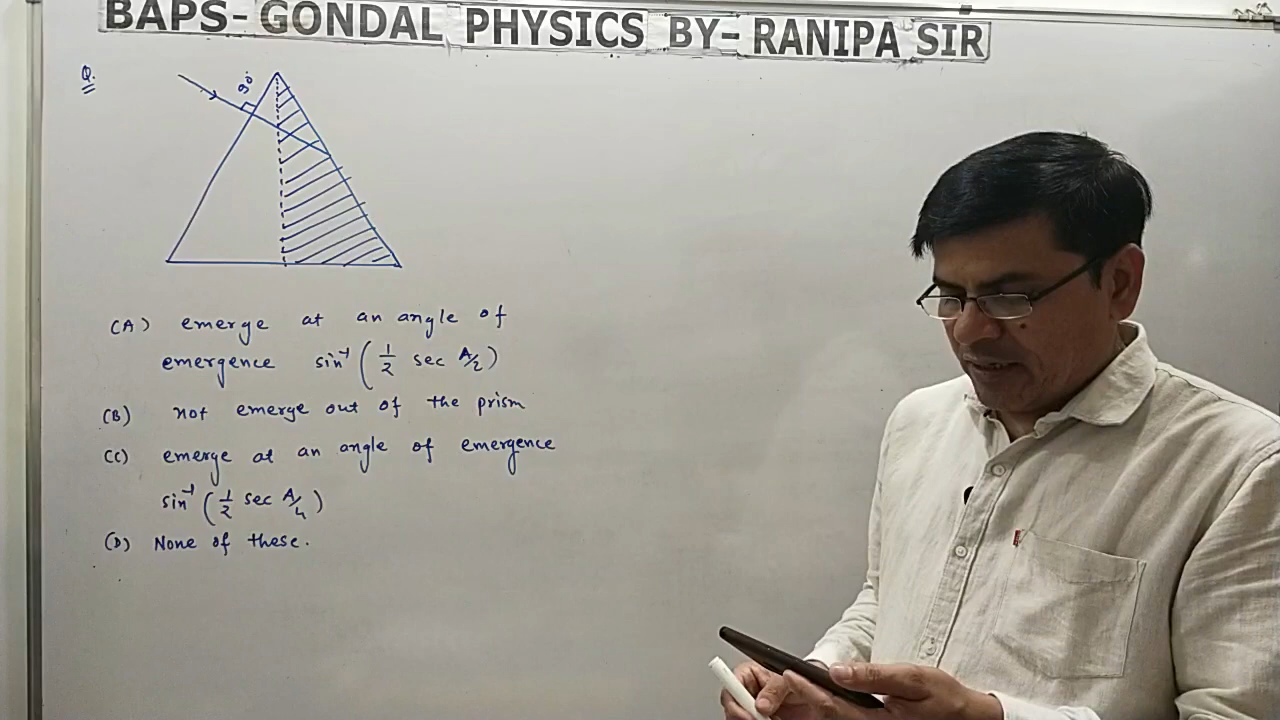 BAPS- GONDAL PHYSICS BY- RANIPA SIR
Q.
90°
(A) emerge at an angle of
emergence sin⁻¹ (1/2 sec A/2)
(B) not emerge out of the prism
(C) emerge at an angle of emergence
sin⁻¹ (1/2 sec A/4)
(D) None of these.